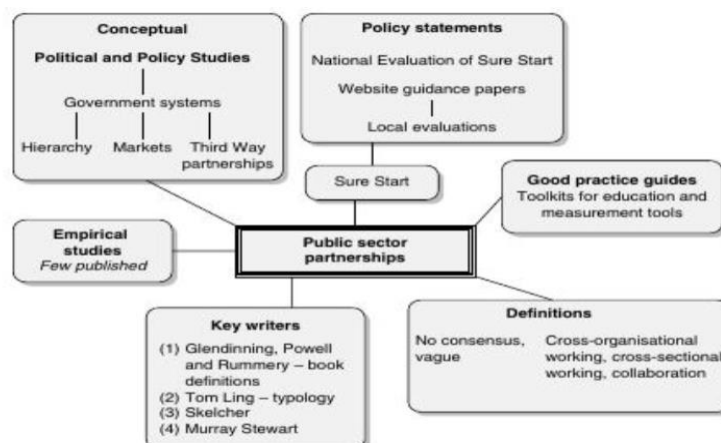 Conceptual
Political and Policy Studies
Government systems
Hierarchy Markets Third Way
partnerships
Policy statements
National Evaluation of Sure Start
Website guidance papers
Local evaluations
Sure Start
Good practice guides
Toolkits for education and
measurement tools
Empirical
studies
Few published
Public sector
partnerships
Key writers
(1) Glendinning, Powell
and Rummery – book
definitions
(2) Tom Ling – typology
(3) Skelcher
(4) Murray Stewart
Definitions
No consensus,
vague
Cross-organisational
working, cross-sectional
working, collaboration